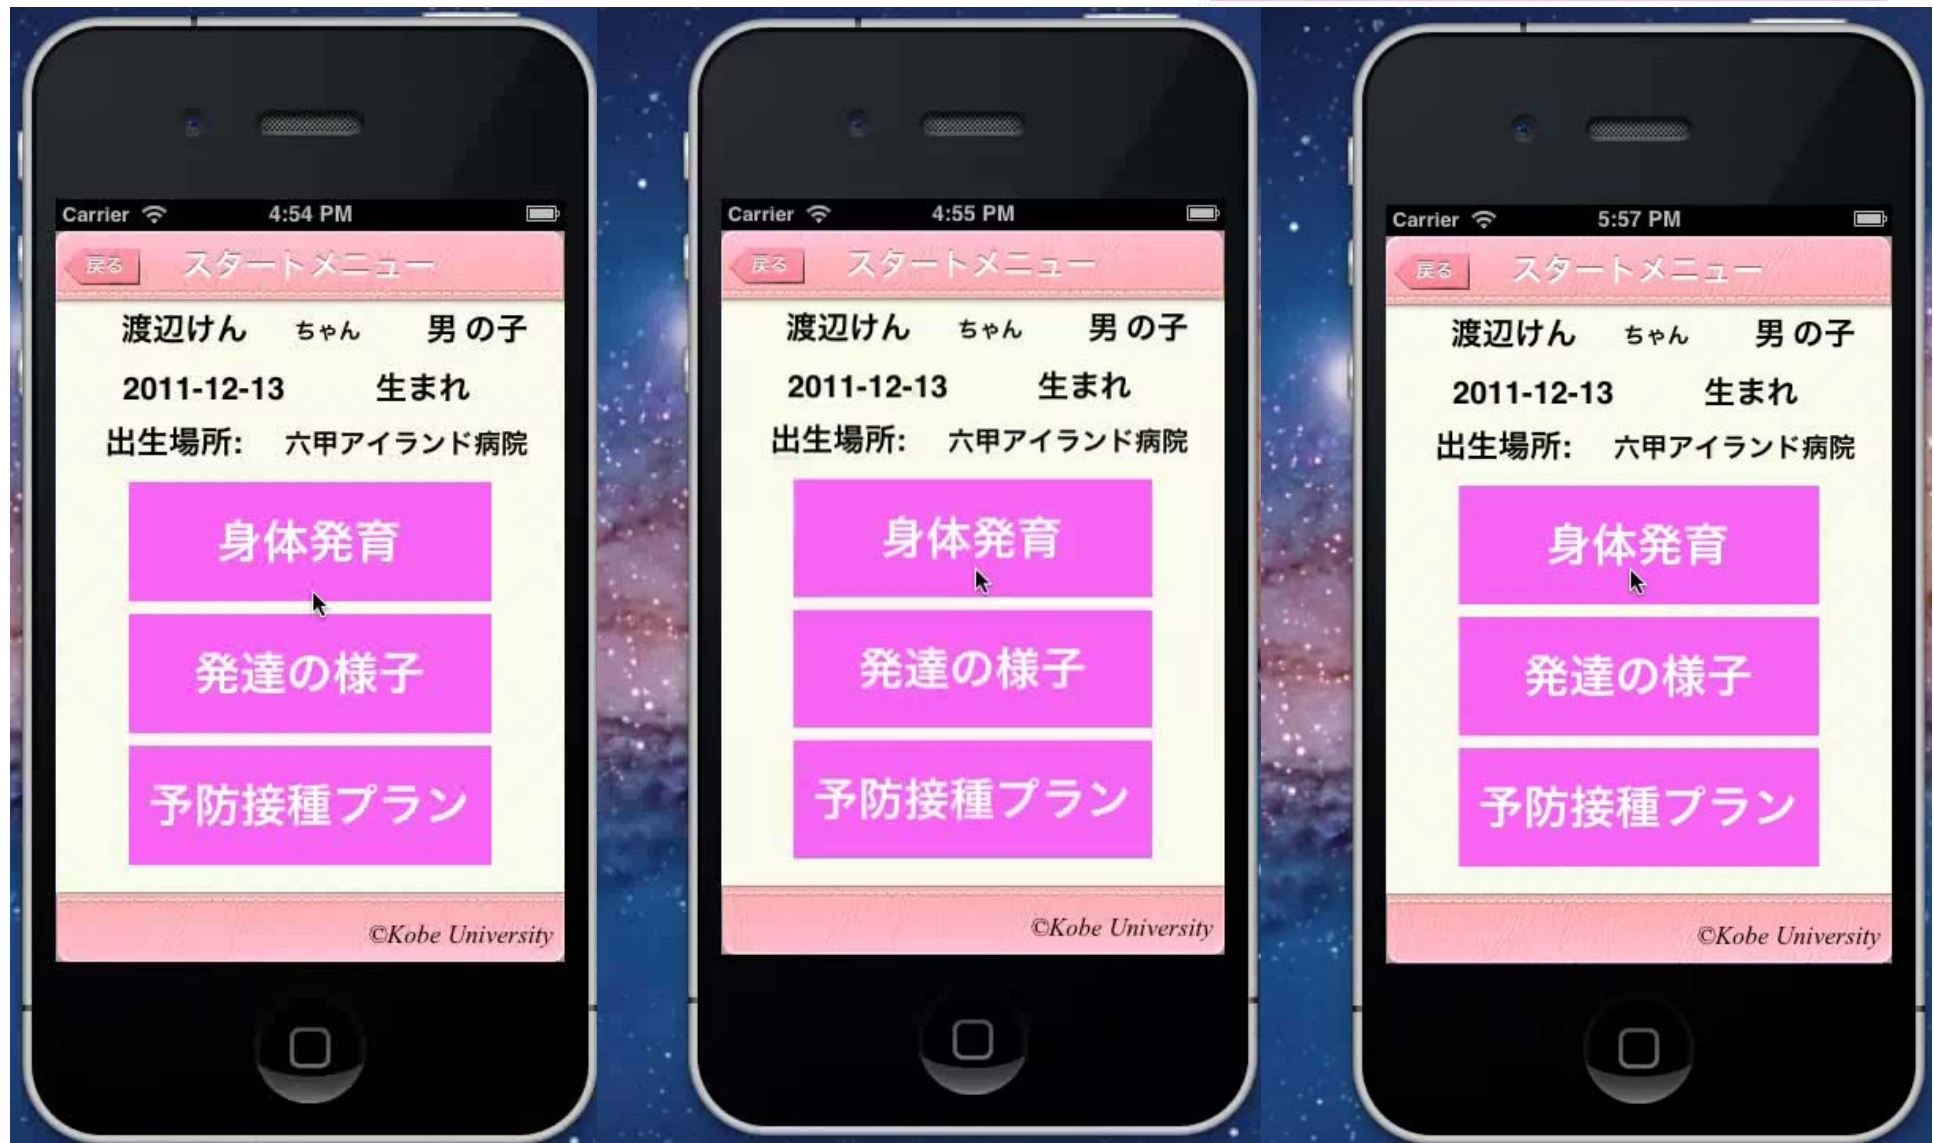 Carrier 4:54 PM
戻る スタートメニュー
渡辺けん ちゃん 男 の子
2011-12-13 生まれ
出生場所: 六甲アイランド病院
身体発育
発達の様子
予防接種プラン
©Kobe University
Carrier 4:55 PM
戻る スタートメニュー
渡辺けん ちゃん 男 の子
2011-12-13 生まれ
出生場所: 六甲アイランド病院
身体発育
発達の様子
予防接種プラン
©Kobe University
Carrier 5:57 PM
戻る スタートメニュー
渡辺けん ちゃん 男 の子
2011-12-13 生まれ
出生場所: 六甲アイランド病院
身体発育
発達の様子
予防接種プラン
©Kobe University